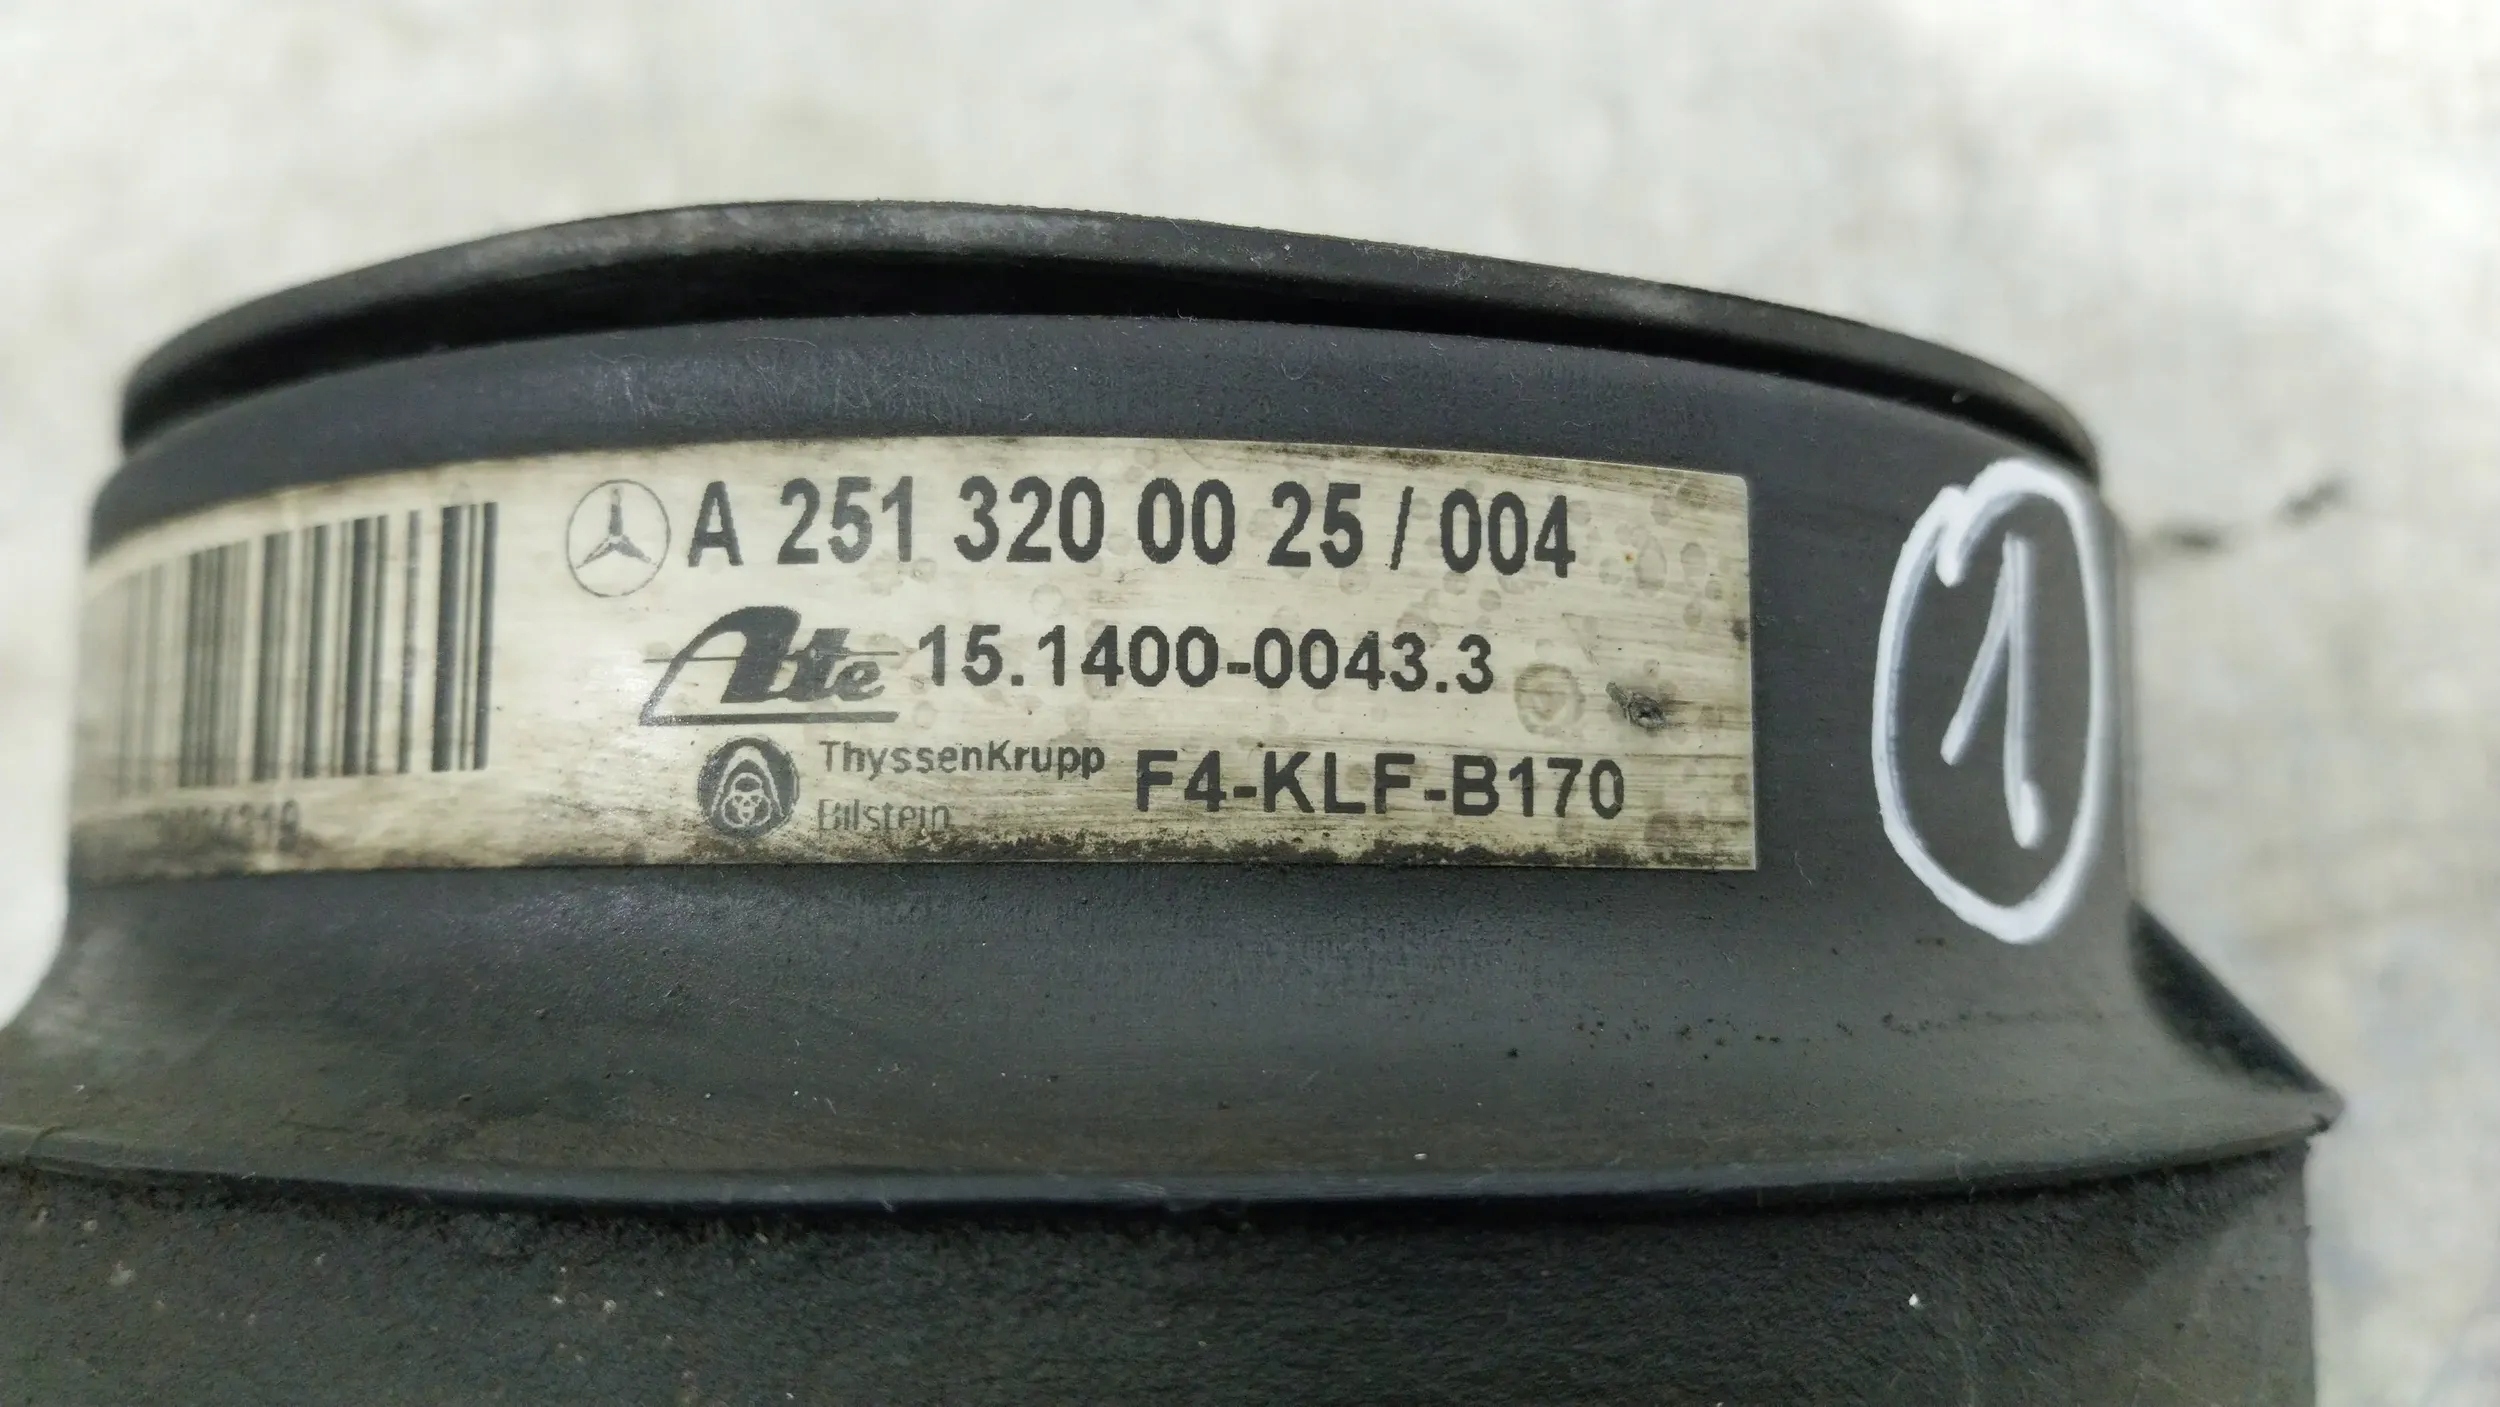 A 251 320 00 25 / 004
Ate 15.1400-0043.3
ThyssenKrupp
Bilstein
F4-KLF-B170
1